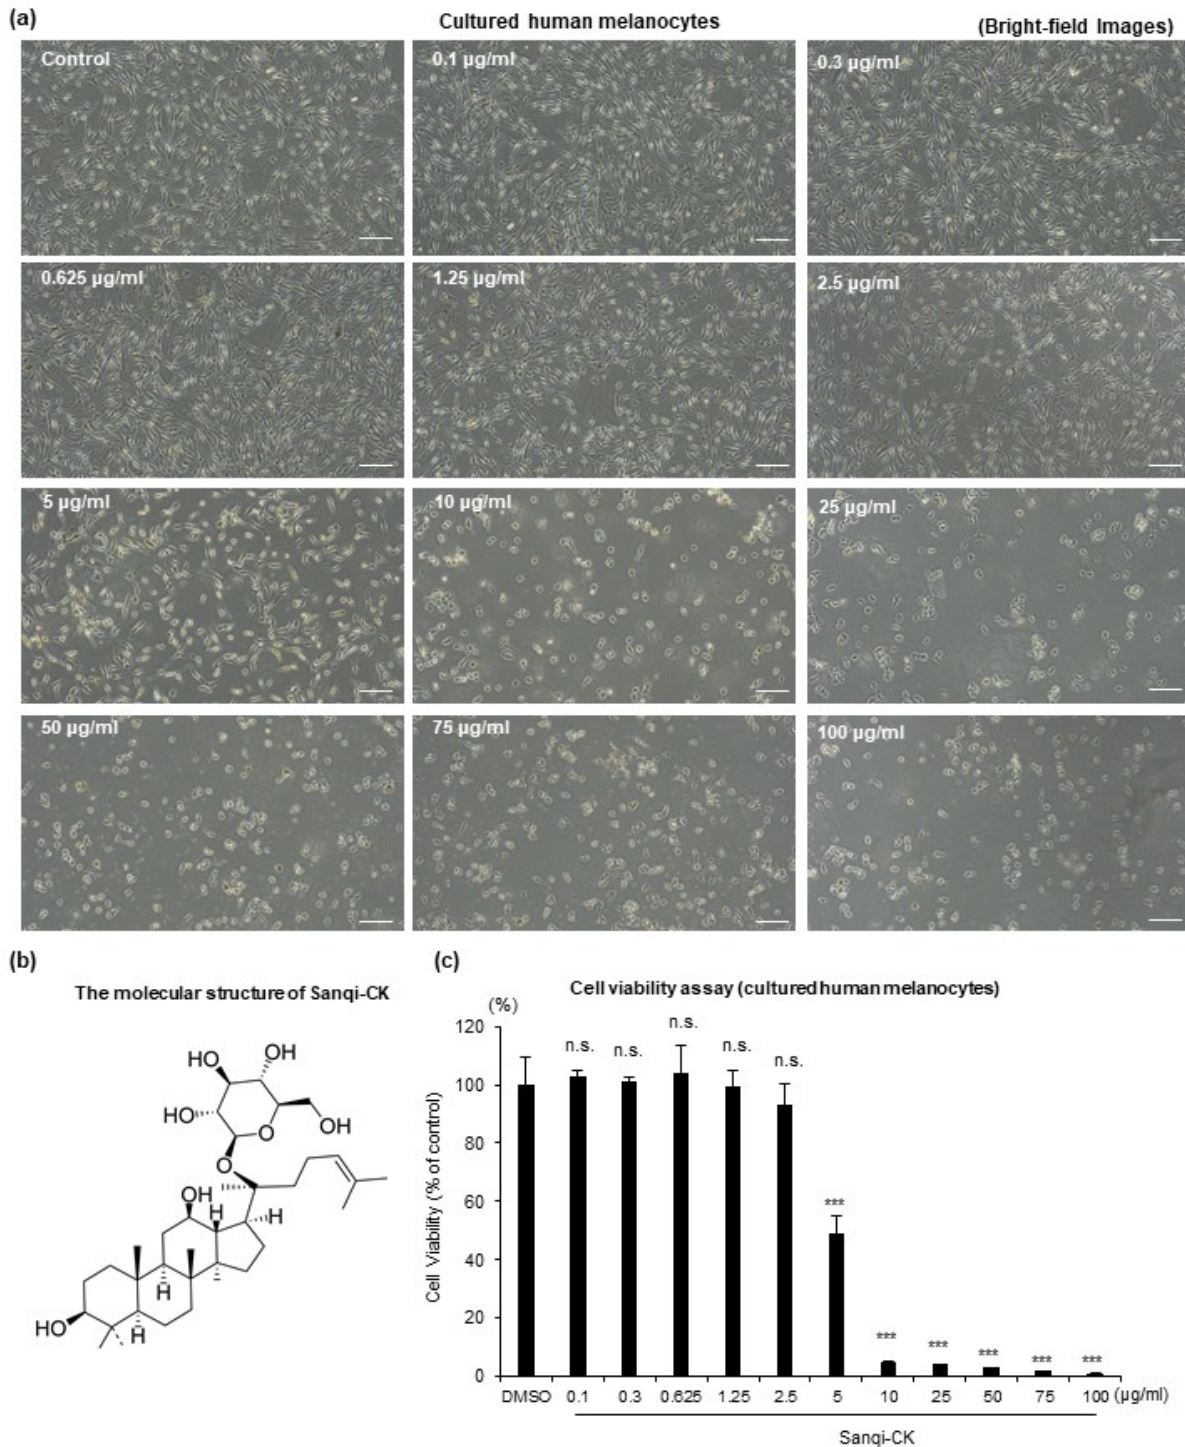 (a)
Cultured human melanocytes
(Bright-field Images)
Control
0.1 µg/ml
0.3 µg/ml
0.625 µg/ml
1.25 µg/ml
2.5 µg/ml
5 µg/ml
10 µg/ml
25 µg/ml
50 µg/ml
75 µg/ml
100 µg/ml
(b)
The molecular structure of Sanqi-CK
HO
OH
HO
OH
O
O
OH
H
H
H
H
HO
(c)
Cell viability assay (cultured human melanocytes)
(%)
Cell Viability (% of control)
120
100
80
60
40
20
0
n.s.
n.s.
n.s.
n.s.
n.s.
***
***
***
***
***
***
DMSO 0.1 0.3 0.625 1.25 2.5 5 10 25 50 75 100 (µg/ml)
Sanqi-CK